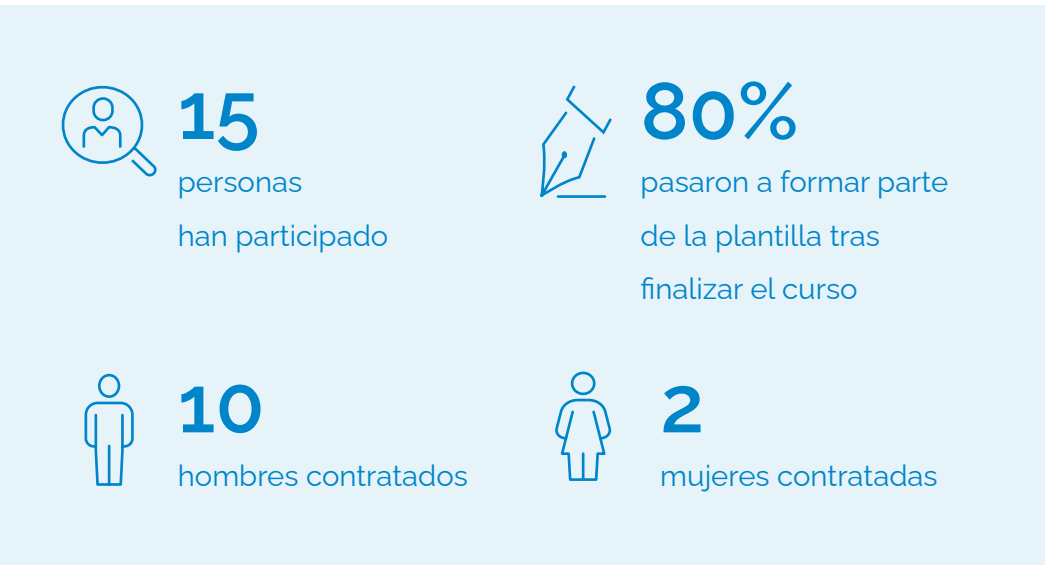 15
personas
han participado
80%
pasaron a formar parte
de la plantilla tras
finalizar el curso
10
hombres contratados
2
mujeres contratadas